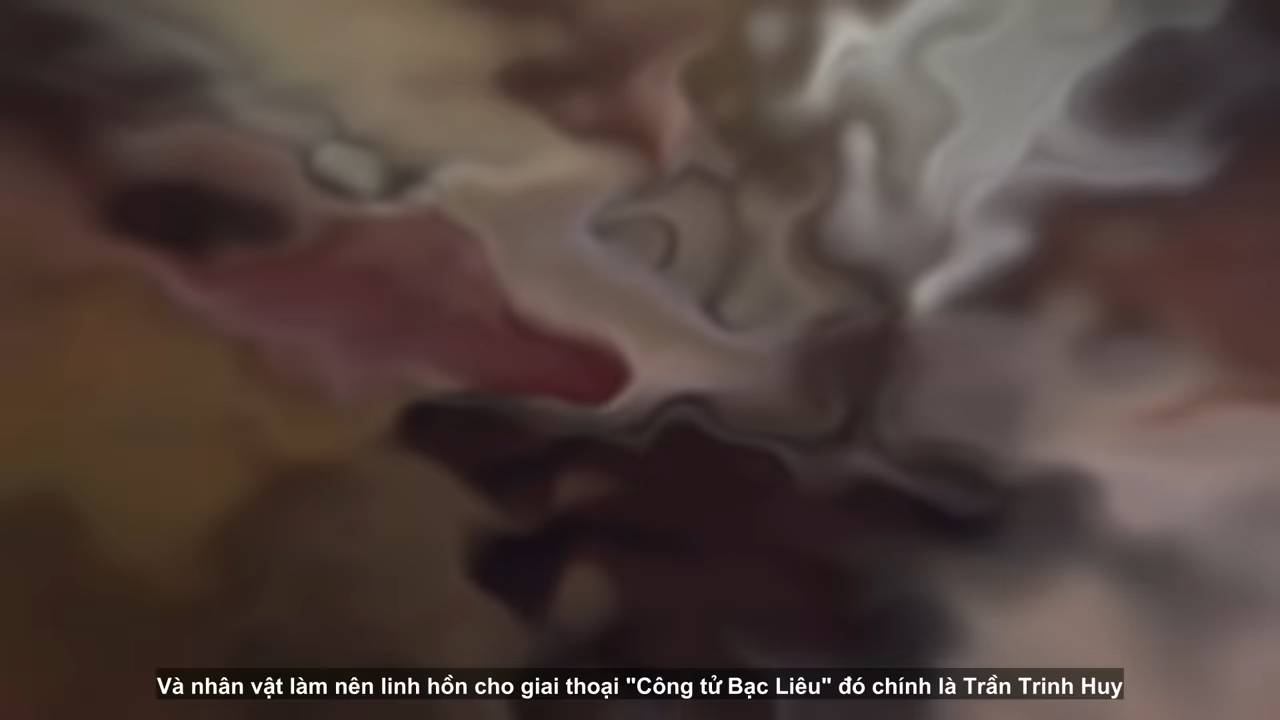 Và nhân vật làm nên linh hồn cho giai thoại "Công tử Bạc Liêu" đó chính là Trần Trinh Huy